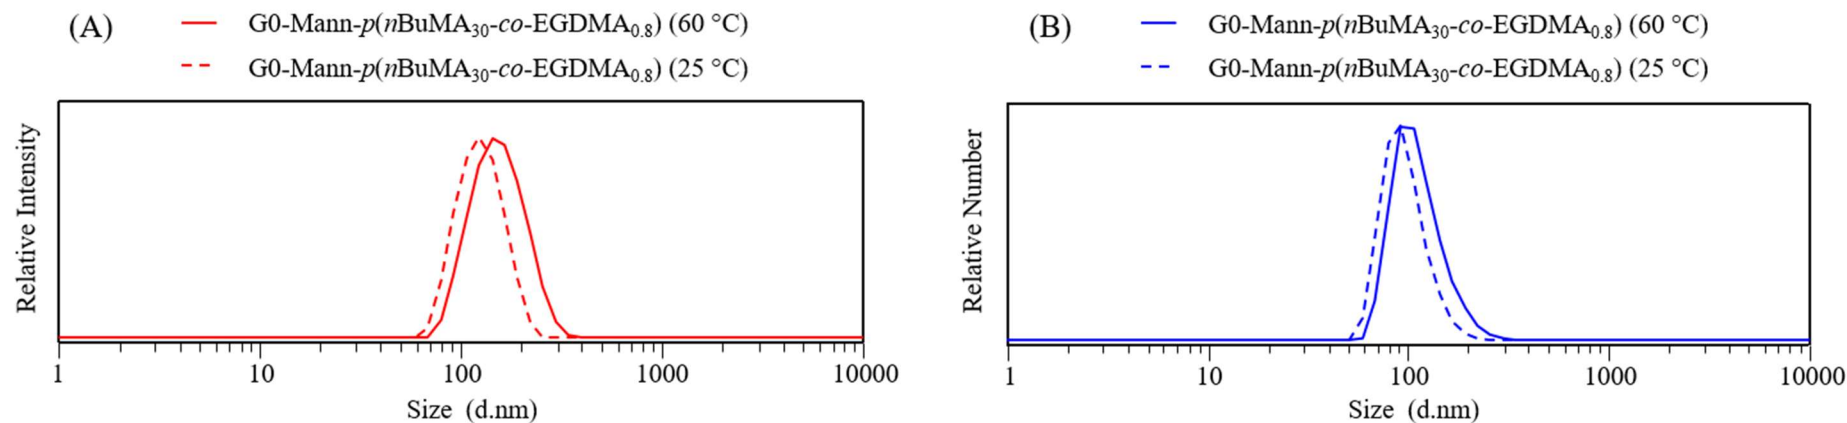 (A)
G0-Mann-p(nBuMA30-co-EGDMA0.8) (60 °C)
G0-Mann-p(nBuMA30-co-EGDMA0.8) (25 °C)
Relative Intensity
1 10 100 1000 10000
Size (d.nm)
(B)
G0-Mann-p(nBuMA30-co-EGDMA0.8) (60 °C)
G0-Mann-p(nBuMA30-co-EGDMA0.8) (25 °C)
Relative Number
1 10 100 1000 10000
Size (d.nm)